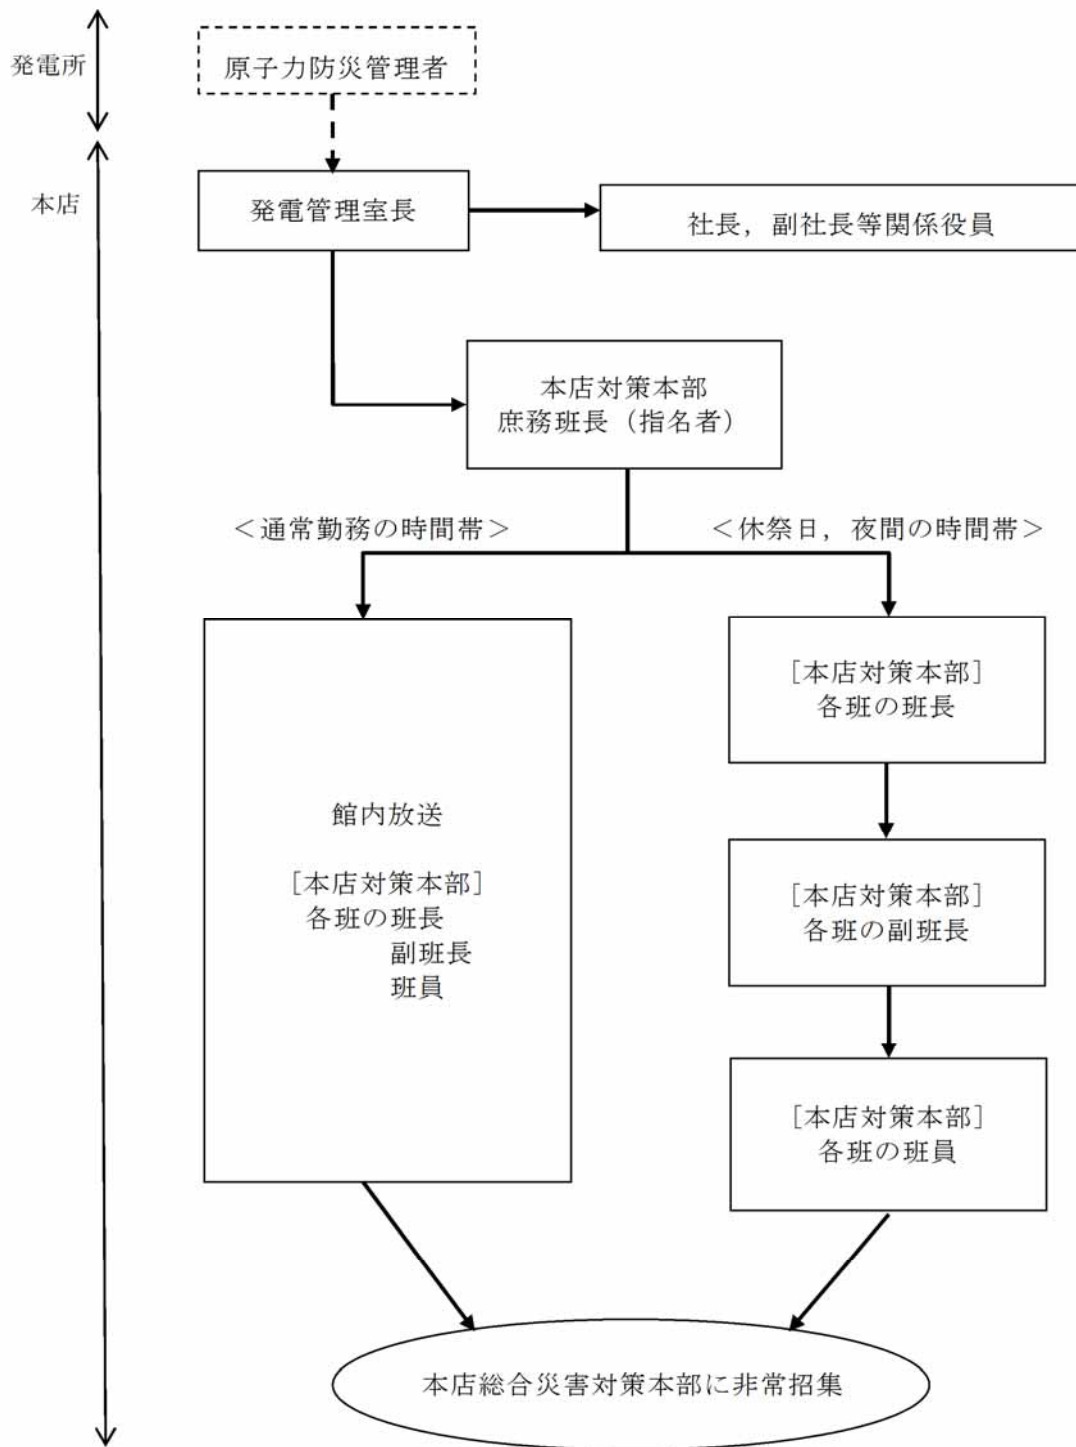 発電所
原子力防災管理者
本店
発電管理室長
社長，副社長等関係役員
本店対策本部
庶務班長（指名者）
＜通常勤務の時間帯＞
＜休祭日，夜間の時間帯＞
館内放送
［本店対策本部］
各班の班長
副班長
班員
［本店対策本部］
各班の班長
［本店対策本部］
各班の副班長
［本店対策本部］
各班の班員
本店総合災害対策本部に非常招集